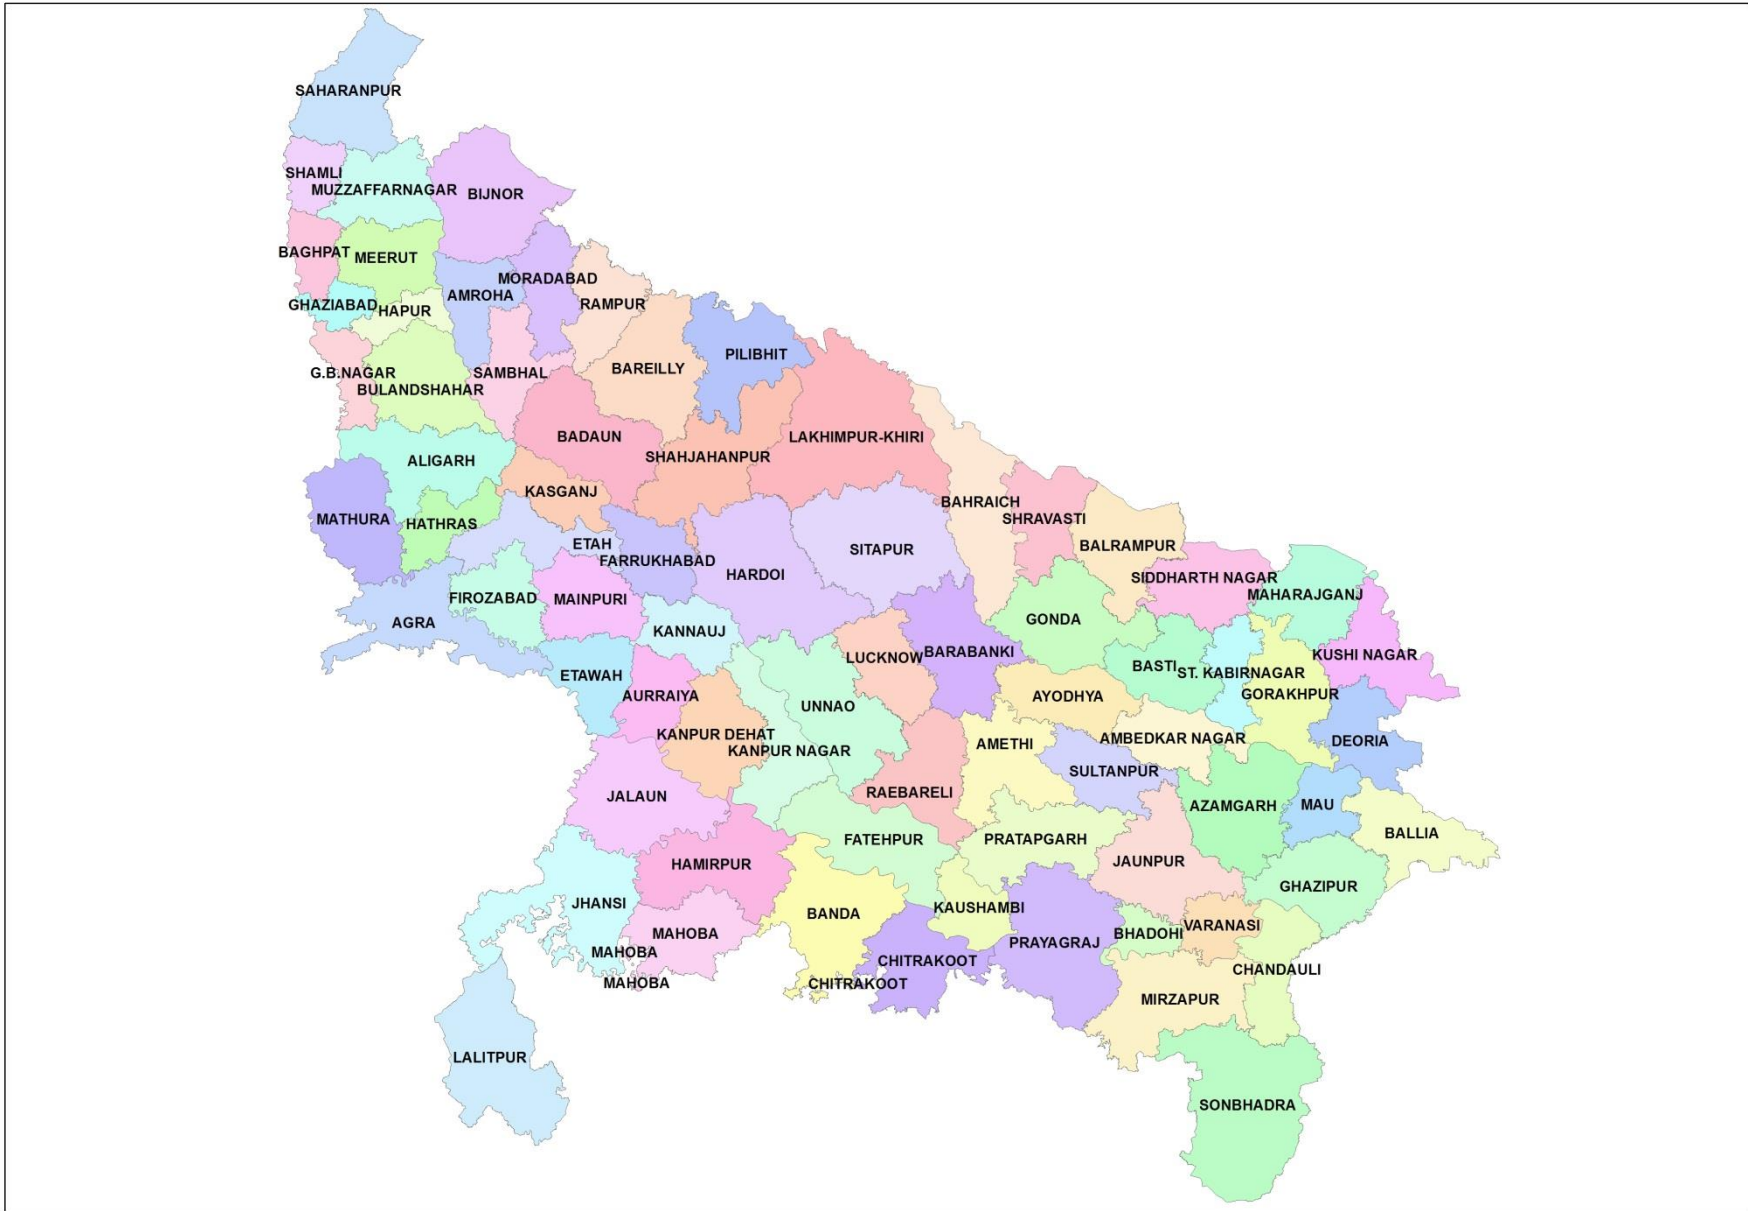 SAHARANPUR
SHAMLI
MUZZAFFARNAGAR
BIJNOR
BAGHPAT
MEERUT
MORADABAD
AMROHA
GHAZIABAD
RAMPUR
HAPUR
PILIBHIT
G.B.NAGAR
SAMBHAL
BAREILLY
BULANDSHAHAR
BADAUN
LAKHIMPUR-KHIRI
SHAHJAHANPUR
ALIGARH
KASGANJ
BAHRAICH
MATHURA
HATHRAS
SHRAVASTI
ETAH
SITAPUR
BALRAMPUR
FARRUKHABAD
HARDOI
SIDDHARTH NAGAR
MAHARAJGANJ
FIROZABAD
MAINPURI
AGRA
GONDA
KANNAUJ
BARABANKI
LUCKNOW
KUSHI NAGAR
BASTI
ST. KABIRNAGAR
ETAWAH
GORAKHPUR
AURRAIYA
AYODHYA
UNNAO
KANPUR DEHAT
AMBEDKAR NAGAR
DEORIA
AMETHI
KANPUR NAGAR
SULTANPUR
RAEBARELI
JALAUN
AZAMGARH
MAU
BALLIA
FATEHPUR
PRATAPGARH
HAMIRPUR
JAUNPUR
GHAZIPUR
JHANSI
KAUSHAMBI
BANDA
VARANASI
MAHOBA
BHADOHI
PRAYAGRAJ
MAHOBA
CHITRAKOOT
CHANDAULI
MAHOBA
CHITRAKOOT
MIRZAPUR
LALITPUR
SONBHADRA